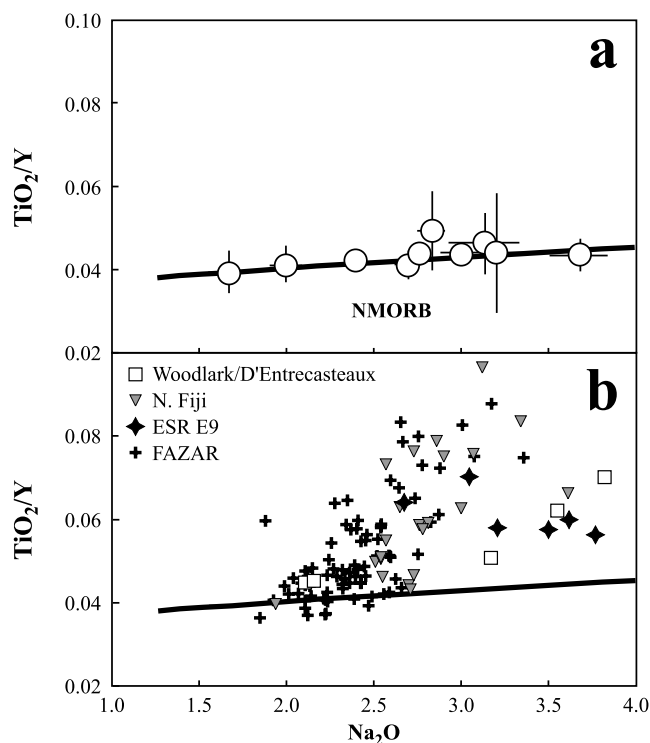 0.10
a
0.08
TiO2/Y
0.06
0.04
NMORB
0.02
Woodlark/D'Entrecasteaux
b
N. Fiji
ESR E9
FAZAR
0.08
TiO2/Y
0.06
0.04
0.02
1.0 1.5 2.0 2.5 3.0 3.5 4.0
Na2O